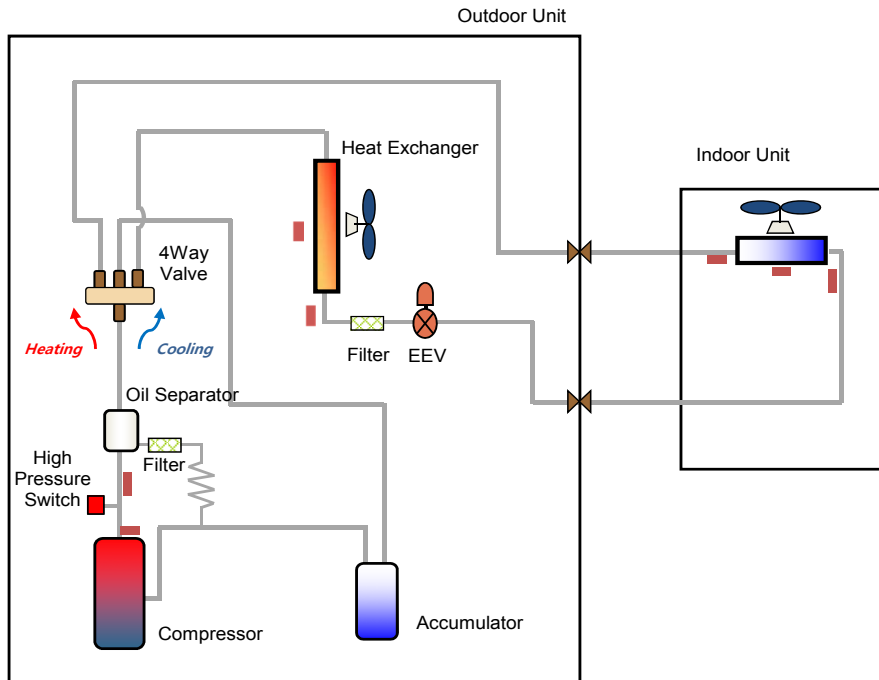 Outdoor Unit
Heat Exchanger
Indoor Unit
4Way
Valve
Heating
Cooling
Filter
EEV
Oil Separator
High
Pressure
Switch
Filter
Compressor
Accumulator